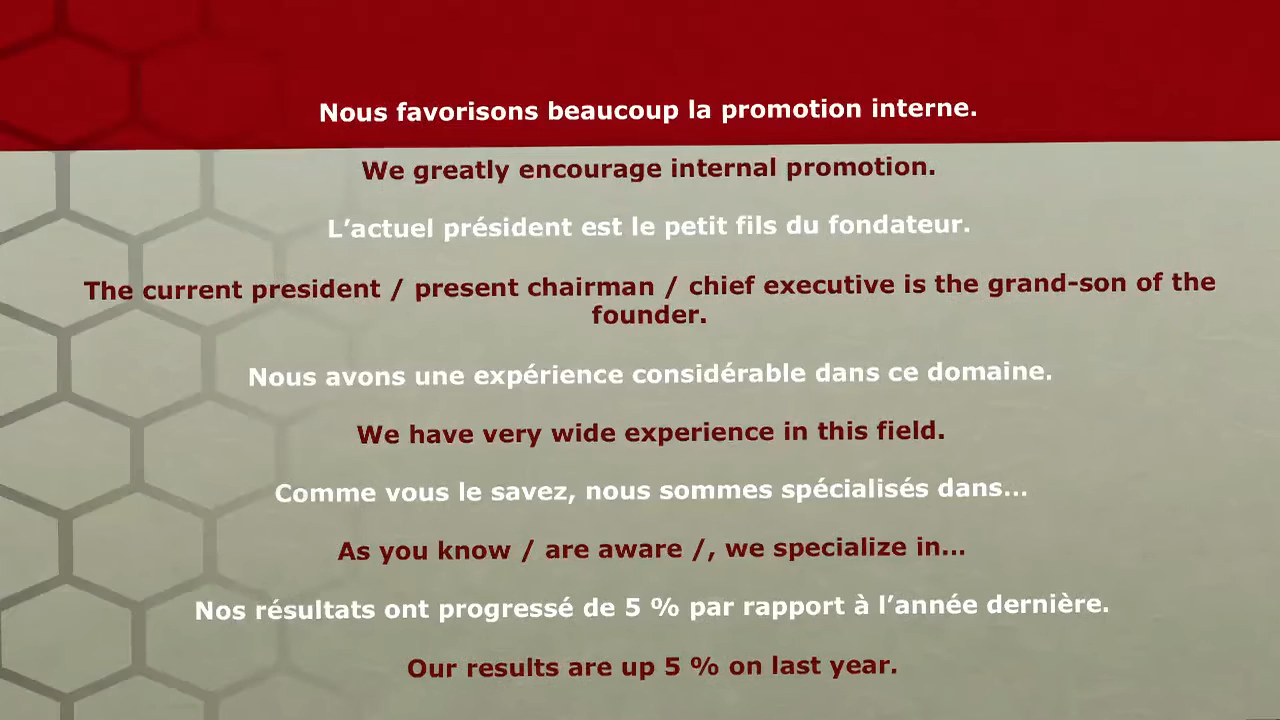 Nous favorisons beaucoup la promotion interne.
We greatly encourage internal promotion.
L’actuel président est le petit fils du fondateur.
The current president / present chairman / chief executive is the grand-son of the
founder.
Nous avons une expérience considérable dans ce domaine.
We have very wide experience in this field.
Comme vous le savez, nous sommes spécialisés dans...
As you know / are aware /, we specialize in...
Nos résultats ont progressé de 5 % par rapport à l’année dernière.
Our results are up 5 % on last year.